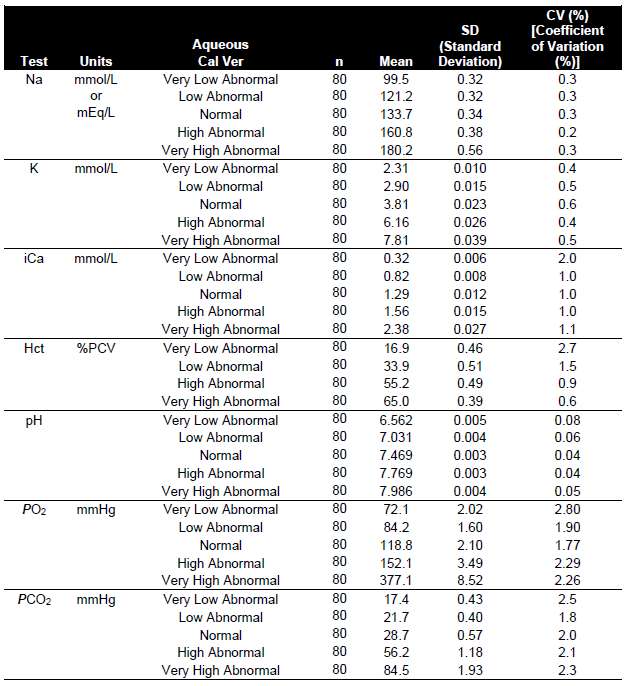 CV (%)
SD [Coefficient
Aqueous (Standard of Variation
Test Units Cal Ver n Mean Deviation) (%)]
Na mmol/L Very Low Abnormal 80 99.5 0.32 0.3
or Low Abnormal 80 121.2 0.32 0.3
mEq/L Normal 80 133.7 0.34 0.3
High Abnormal 80 160.8 0.38 0.2
Very High Abnormal 80 180.2 0.56 0.3
K mmol/L Very Low Abnormal 80 2.31 0.010 0.4
Low Abnormal 80 2.90 0.015 0.5
Normal 80 3.81 0.023 0.6
High Abnormal 80 6.16 0.026 0.4
Very High Abnormal 80 7.81 0.039 0.5
iCa mmol/L Very Low Abnormal 80 0.32 0.006 2.0
Low Abnormal 80 0.82 0.008 1.0
Normal 80 1.29 0.012 1.0
High Abnormal 80 1.56 0.015 1.0
Very High Abnormal 80 2.38 0.027 1.1
Hct %PCV Very Low Abnormal 80 16.9 0.46 2.7
Low Abnormal 80 33.9 0.51 1.5
High Abnormal 80 55.2 0.49 0.9
Very High Abnormal 80 65.0 0.39 0.6
pH Very Low Abnormal 80 6.562 0.005 0.08
Low Abnormal 80 7.031 0.004 0.06
Normal 80 7.469 0.003 0.04
High Abnormal 80 7.769 0.003 0.04
Very High Abnormal 80 7.986 0.004 0.05
PO2 mmHg Very Low Abnormal 80 72.1 2.02 2.80
Low Abnormal 80 84.2 1.60 1.90
Normal 80 118.8 2.10 1.77
High Abnormal 80 152.1 3.49 2.29
Very High Abnormal 80 377.1 8.52 2.26
PCO2 mmHg Very Low Abnormal 80 17.4 0.43 2.5
Low Abnormal 80 21.7 0.40 1.8
Normal 80 28.7 0.57 2.0
High Abnormal 80 56.2 1.18 2.1
Very High Abnormal 80 84.5 1.93 2.3